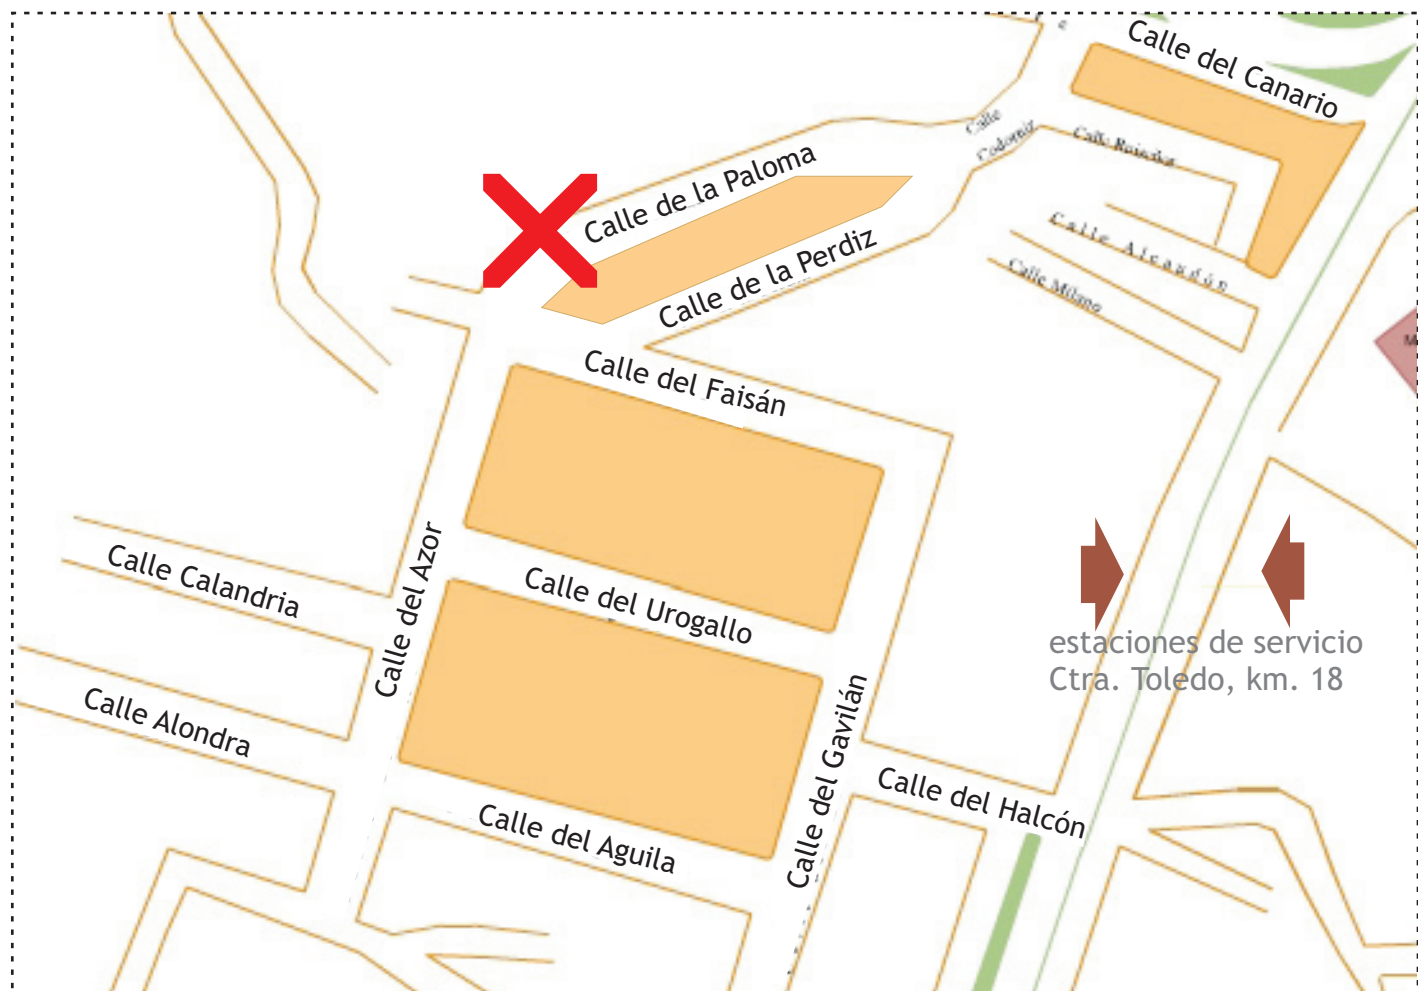 Calle del Canario
Calle
Codorniz
Calle de la Paloma
Calle de la Perdiz
Calle Alcaudón
Calle Milano
Calle del Faisán
Calle del Azor
Calle Calandria
Calle del Urogallo
estaciones de servicio
Ctra. Toledo, km. 18
Calle Alondra
Calle del Gavilán
Calle del Halcón
Calle del Aguila